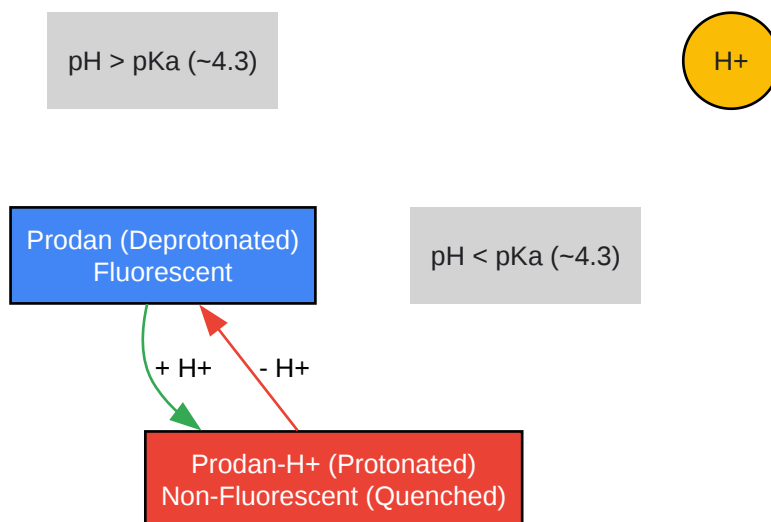 pH > pKa (~4.3)
H+
Prodan (Deprotonated)
Fluorescent
pH < pKa (~4.3)
+ H+
- H+
Prodan-H+ (Protonated)
Non-Fluorescent (Quenched)